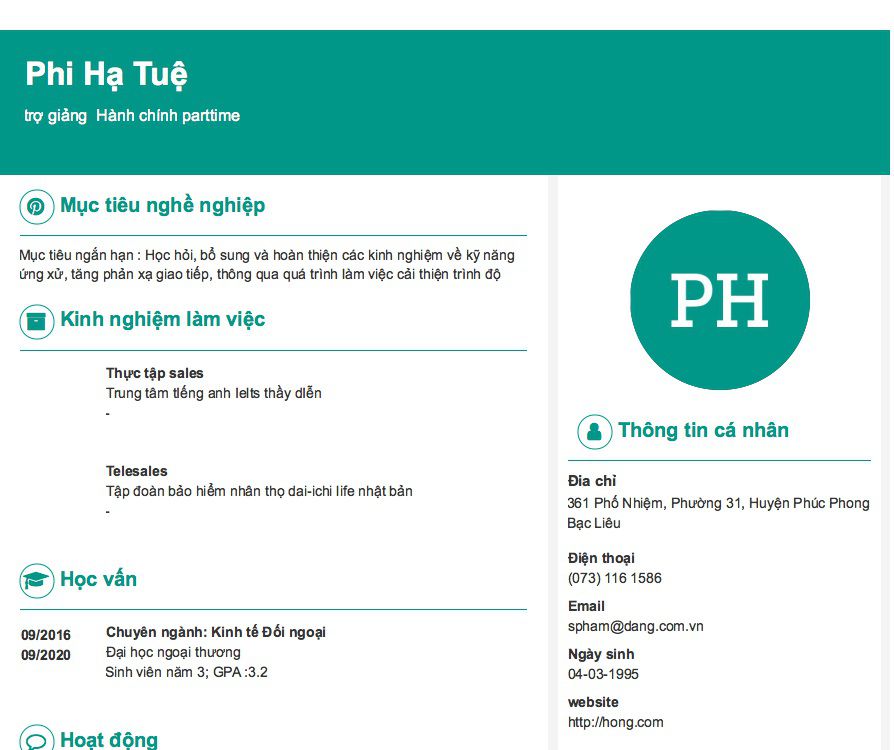 Phi Hạ Tuệ
trợ giảng Hành chính parttime
Mục tiêu nghề nghiệp
Mục tiêu ngắn hạn : Học hỏi, bổ sung và hoàn thiện các kinh nghiệm về kỹ năng
ứng xử, tăng phản xạ giao tiếp, thông qua quá trình làm việc cải thiện trình độ
Kinh nghiệm làm việc
Thực tập sales
Trung tâm tIếng anh Ielts thầy dIễn
-
Telesales
Tập đoàn bảo hiểm nhân thọ dai-ichi life nhật bản
-
Học vấn
09/2016
09/2020
Chuyên ngành: Kinh tế Đối ngoại
Đại học ngoại thương
Sinh viên năm 3; GPA :3.2
Hoạt động
PH
Thông tin cá nhân
Đia chỉ
361 Phố Nhiệm, Phường 31, Huyện Phúc Phong
Bạc Liêu
Điện thoại
(073) 116 1586
Email
spham@dang.com.vn
Ngày sinh
04-03-1995
website
http://hong.com